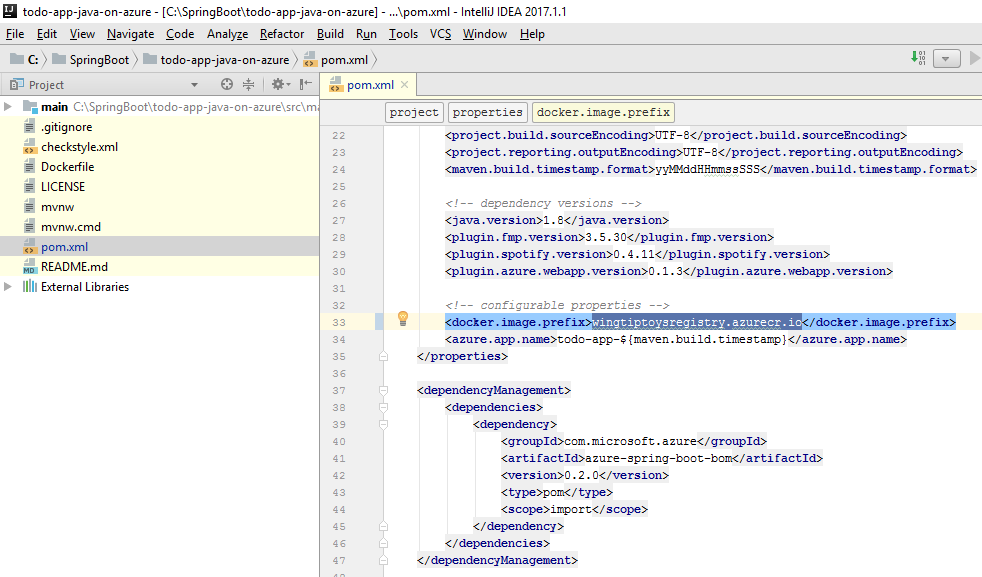 todo-app-java-on-azure - [C:\SpringBoot\todo-app-java-on-azure] - ...\pom.xml - IntelliJ IDEA 2017.1.1
File Edit View Navigate Code Analyze Refactor Build Run Tools VCS Window Help
C: SpringBoot todo-app-java-on-azure pom.xml
Project
pom.xml
main C:\SpringBoot\todo-app-java-on-azure\src\ma
.gitignore
checkstyle.xml
Dockerfile
LICENSE
mvnw
mvnw.cmd
pom.xml
README.md
External Libraries
project properties docker.image.prefix
22 <project.build.sourceEncoding>UTF-8</project.build.sourceEncoding>
23 <project.reporting.outputEncoding>UTF-8</project.reporting.outputEncoding>
24 <maven.build.timestamp.format>yyMMddHHmmssSSS</maven.build.timestamp.format>
25
26 <!-- dependency versions -->
27 <java.version>1.8</java.version>
28 <plugin.fmp.version>3.5.30</plugin.fmp.version>
29 <plugin.spotify.version>0.4.11</plugin.spotify.version>
30 <plugin.azure.webapp.version>0.1.3</plugin.azure.webapp.version>
31
32 <!-- configurable properties -->
33 <docker.image.prefix>wingtiptoysregistry.azurecr.io</docker.image.prefix>
34 <azure.app.name>todo-app-${maven.build.timestamp}</azure.app.name>
35 </properties>
36
37 <dependencyManagement>
38 <dependencies>
39 <dependency>
40 <groupId>com.microsoft.azure</groupId>
41 <artifactId>azure-spring-boot-bom</artifactId>
42 <version>0.2.0</version>
43 <type>pom</type>
44 <scope>import</scope>
45 </dependency>
46 </dependencies>
47 </dependencyManagement>